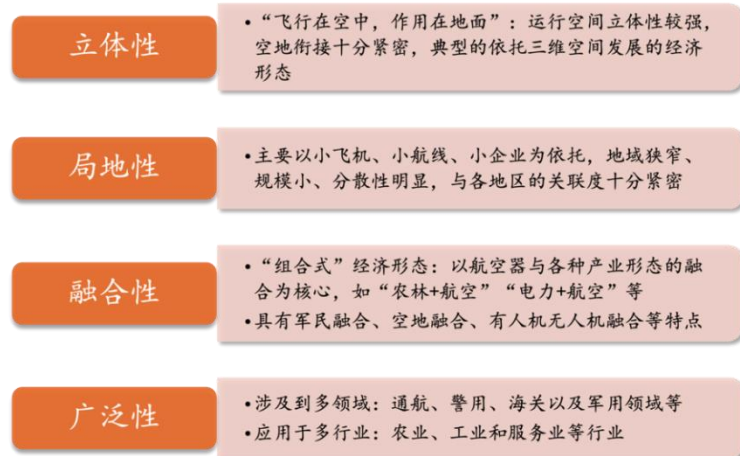 立体性
•“飞行在空中，作用在地面”：运行空间立体性较强，
空地衔接十分紧密，典型的依托三维空间发展的经济
形态
局地性
•主要以小飞机、小航线、小企业为依托，地域狭窄、
规模小、分散性明显，与各地区的关联度十分紧密
融合性
•“组合式”经济形态：以航空器与各种产业形态的融
合为核心，如“农林+航空”“电力+航空”等
•具有军民融合、空地融合、有人机无人机融合等特点
广泛性
•涉及到多领域：通航、警用、海关以及军用领域等
•应用于多行业：农业、工业和服务业等行业